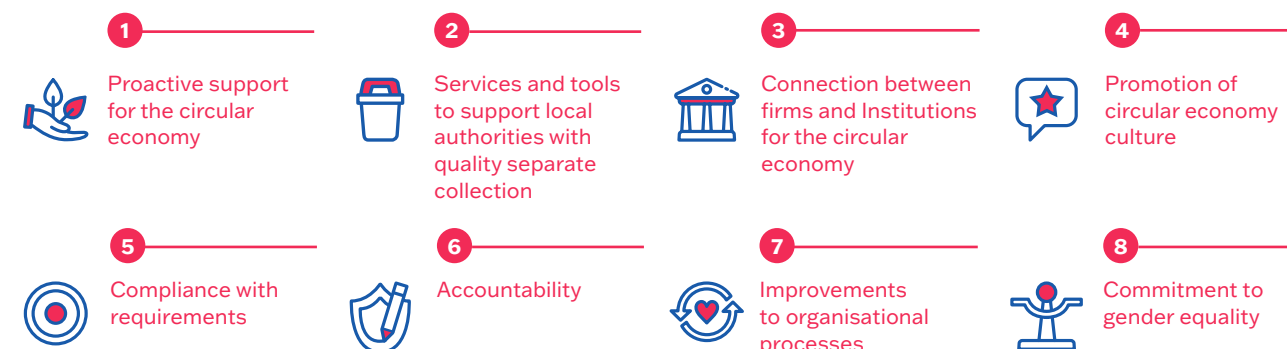 1
Proactive support
for the circular
economy
2
Services and tools
to support local
authorities with
quality separate
collection
3
Connection between
firms and Institutions
for the circular
economy
4
Promotion of
circular economy
culture
5
Compliance with
requirements
6
Accountability
7
Improvements
to organisational
processes
8
Commitment to
gender equality